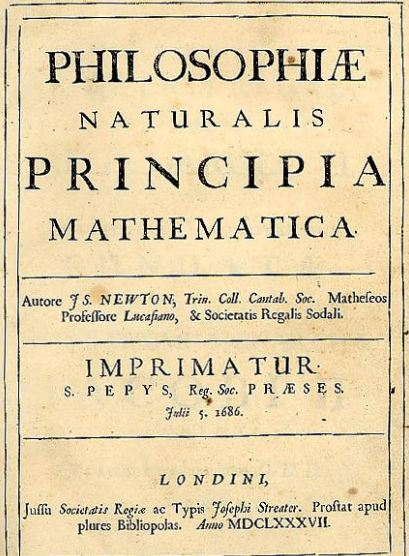 PHILOSOPHIÆ
NATURALIS
PRINCIPIA
MATHEMATICA.
Autore JS. NEWTON, Trin. Coll. Cantab. Soc. Matheseos
Professore Lucasiano, & Societatis Regalis Sodali.
IMPRIMATUR.
S. PEPYS, Reg. Soc. PRÆSES.
Julii 5. 1686.
LONDINI,
Jussu Societatis Regiæ ac Typis Josephi Streater. Prostat apud
plures Bibliopolas. Anno MDCLXXXVII.